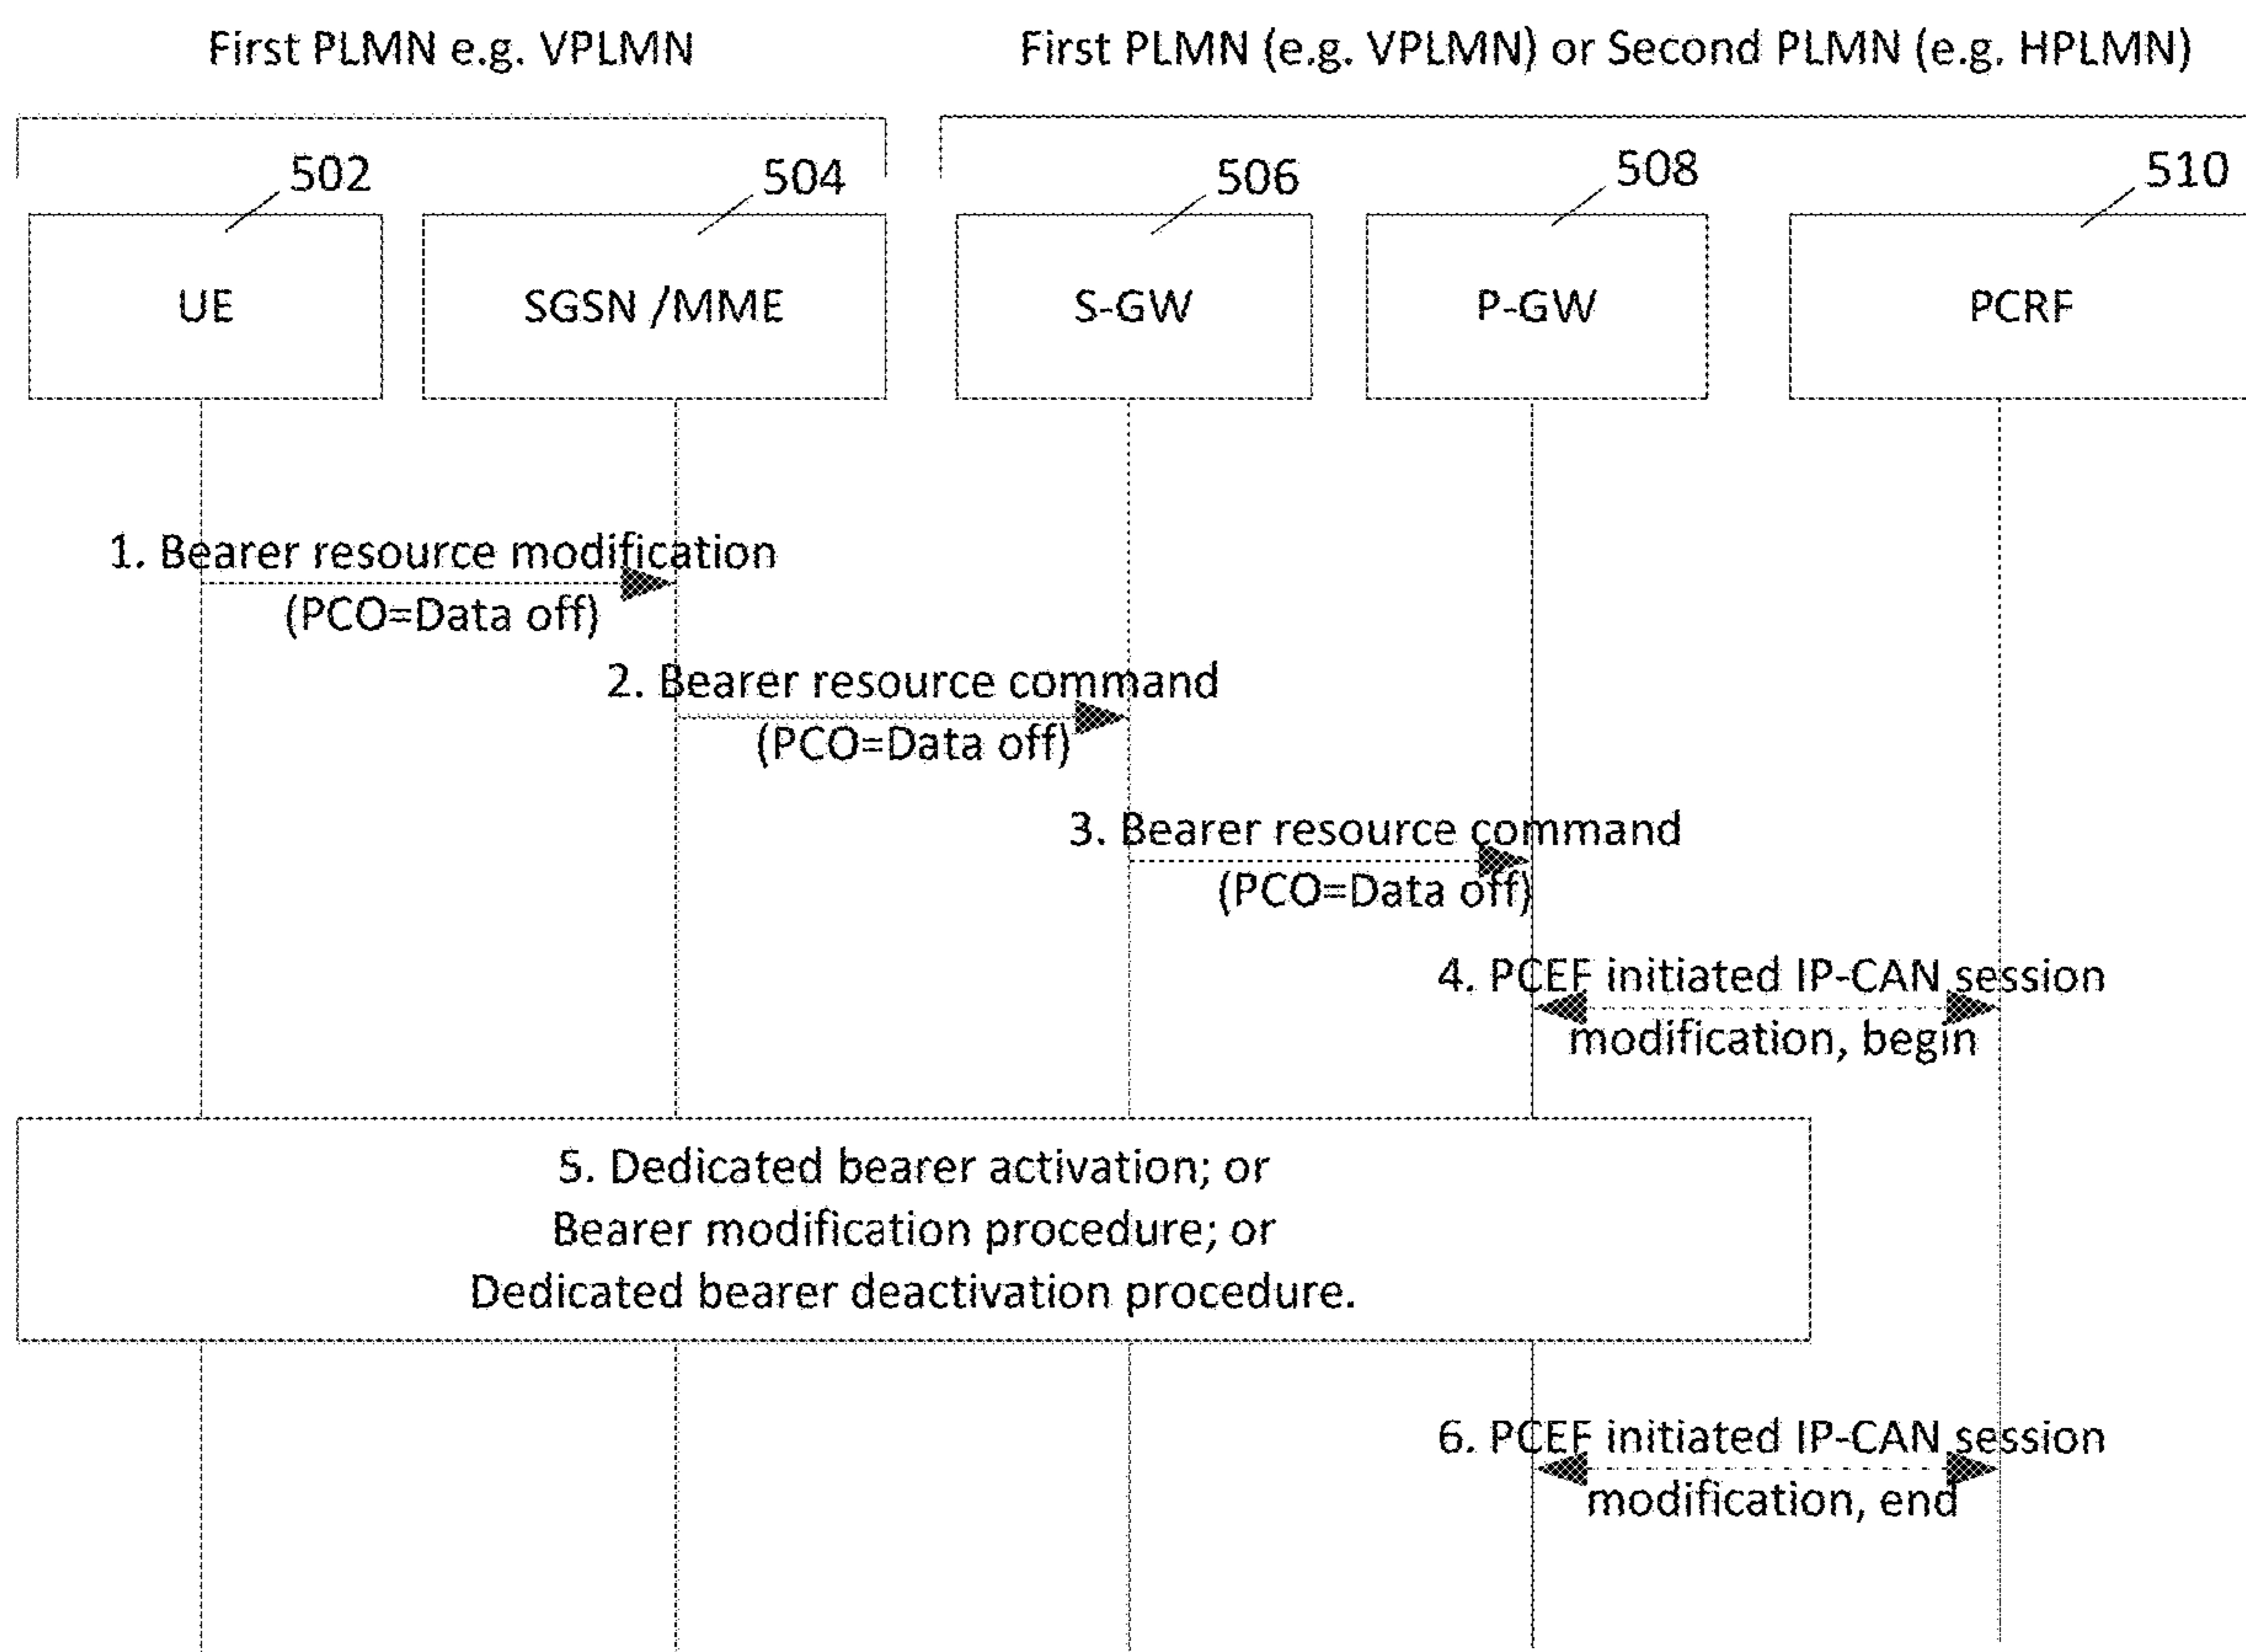 First PLMN e.g. VPLMN
First PLMN (e.g. VPLMN) or Second PLMN (e.g. HPLMN)
502
504
506
508
510
UE
SGSN /MME
S-GW
P-GW
PCRF
1. Bearer resource modification
(PCO=Data off)
2. Bearer resource command
(PCO=Data off)
3. Bearer resource command
(PCO=Data off)
4. PCEF initiated IP-CAN session
modification, begin
5. Dedicated bearer activation; or
Bearer modification procedure; or
Dedicated bearer deactivation procedure.
6. PCEF initiated IP-CAN session
modification, end